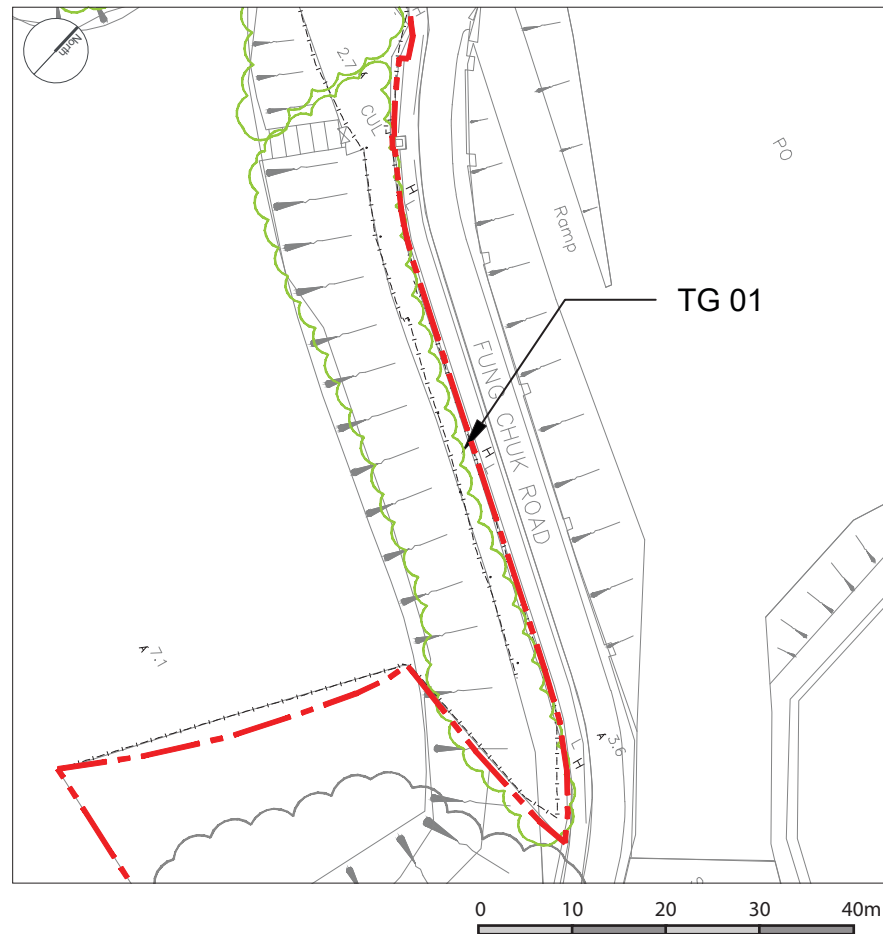 North
2.7
CUL
H
H
L
PO
Ramp
TG 01
FUNG CHUK ROAD
H
L
7.1
L
H
3.6
0 10 20 30 40m